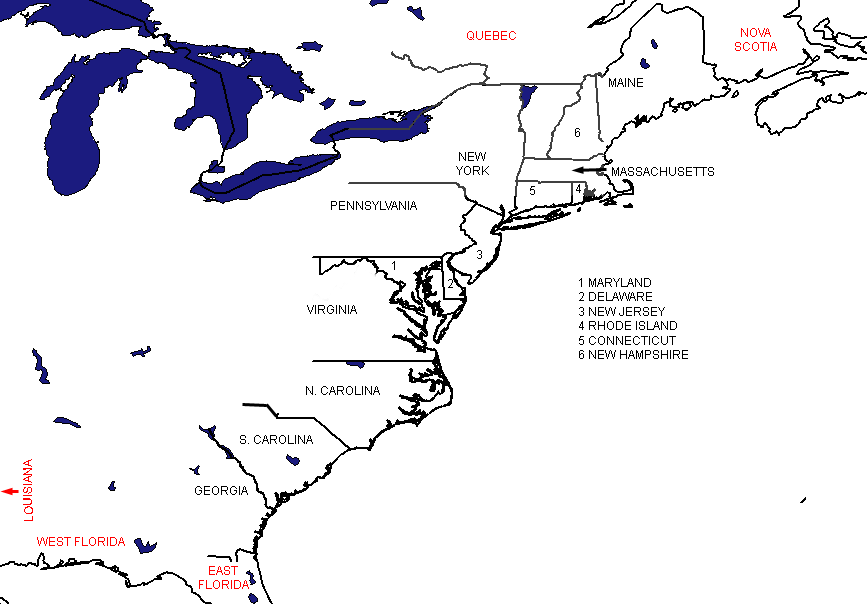 QUEBEC
NOVA
SCOTIA
MAINE
6
NEW
YORK
MASSACHUSETTS
5
4
PENNSYLVANIA
3
1
2
VIRGINIA
1 MARYLAND
2 DELAWARE
3 NEW JERSEY
4 RHODE ISLAND
5 CONNECTICUT
6 NEW HAMPSHIRE
N. CAROLINA
S. CAROLINA
GEORGIA
LOUISIANA
WEST FLORIDA
EAST
FLORIDA